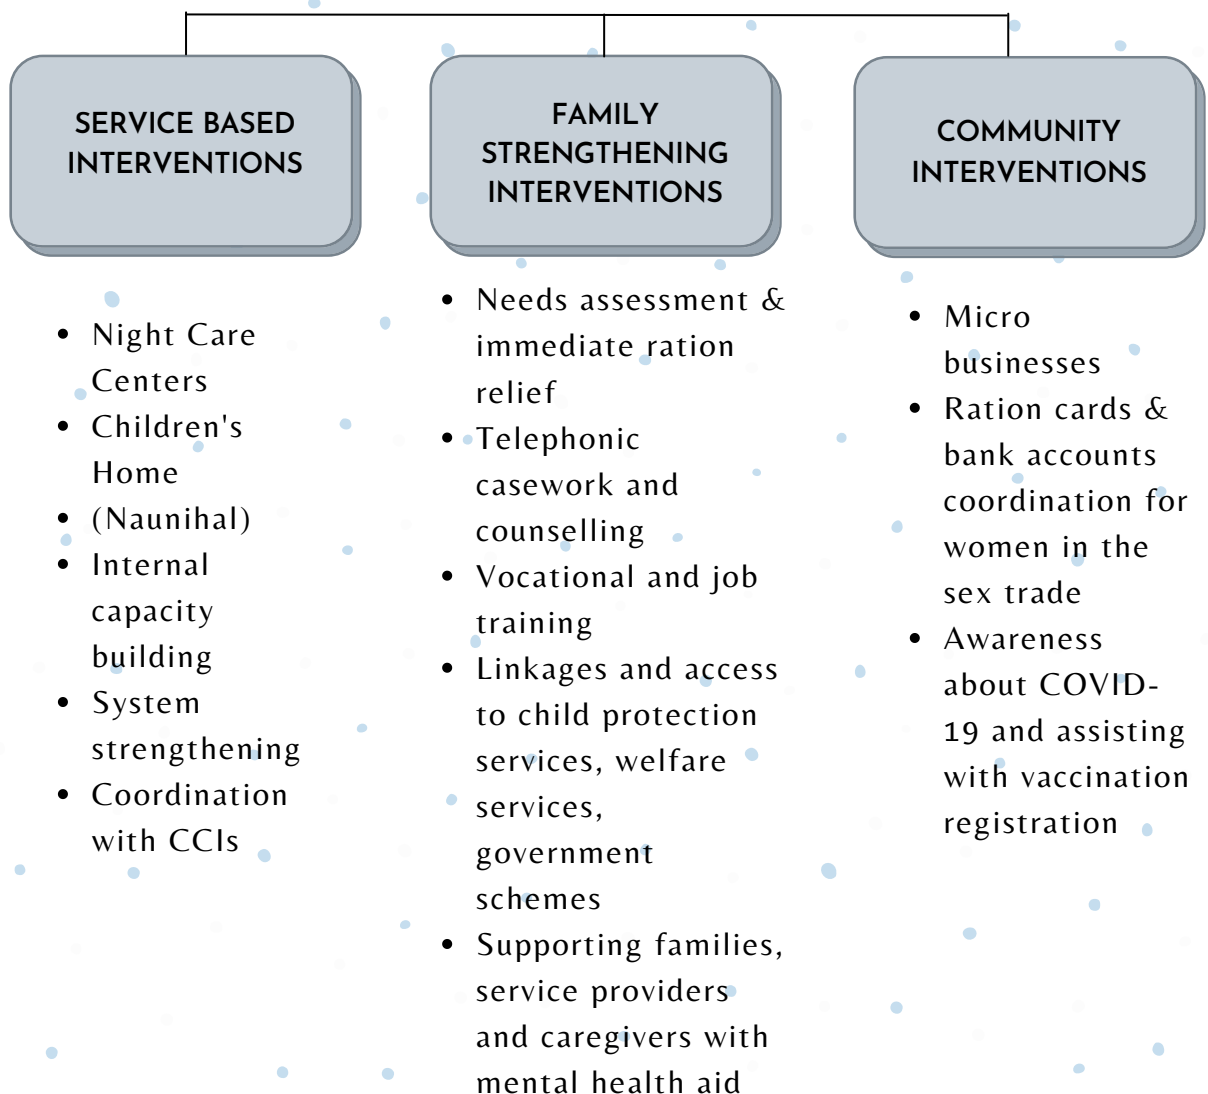 SERVICE BASED
INTERVENTIONS
• Night Care
Centers
• Children's
Home
• (Naunihal)
• Internal
capacity
building
• System
strengthening
• Coordination
with CCIs
FAMILY
STRENGTHENING
INTERVENTIONS
• Needs assessment &
immediate ration
relief
• Telephonic
casework and
counselling
• Vocational and job
training
• Linkages and access
to child protection
services, welfare
services,
government
schemes
• Supporting families,
service providers
and caregivers with
mental health aid
COMMUNITY
INTERVENTIONS
• Micro
businesses
• Ration cards &
bank accounts
coordination for
women in the
sex trade
• Awareness
about COVID-
19 and assisting
with vaccination
registration